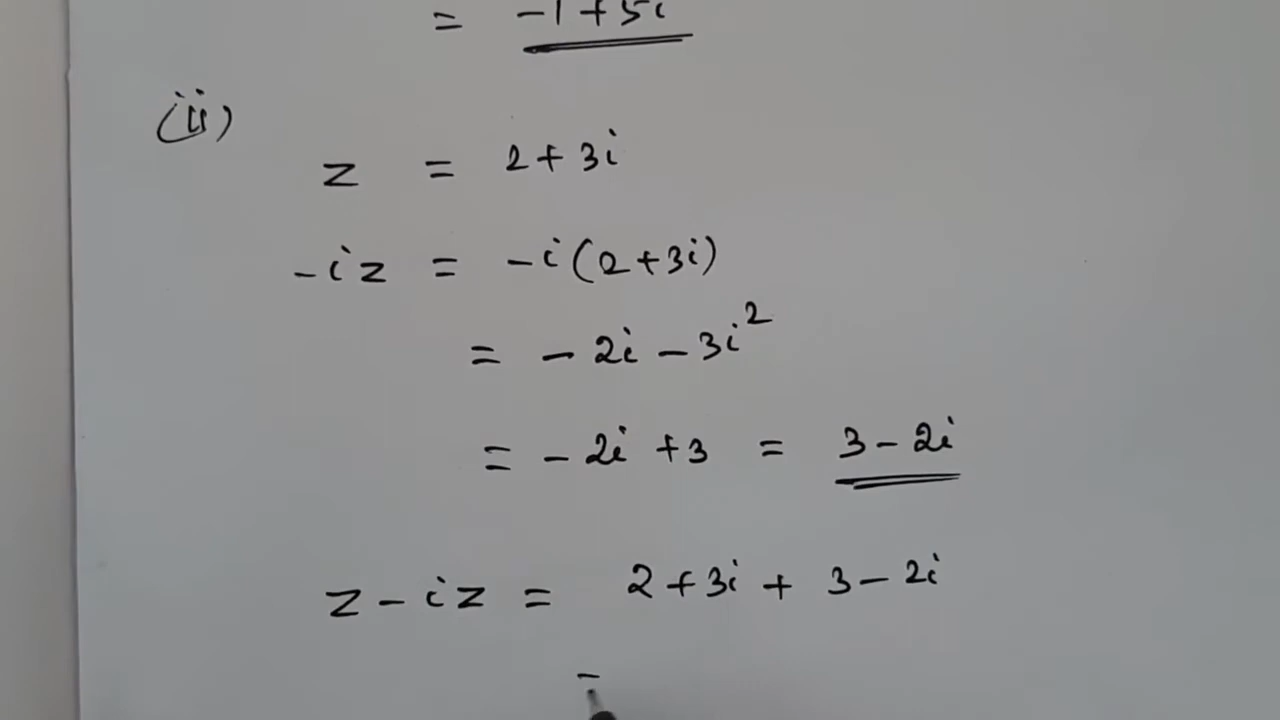 = -1+5i
(ii)
z = 2+3i
-iz = -i(2+3i)
= -2i-3i²
= -2i+3 = 3-2i
z-iz = 2+3i+3-2i
=